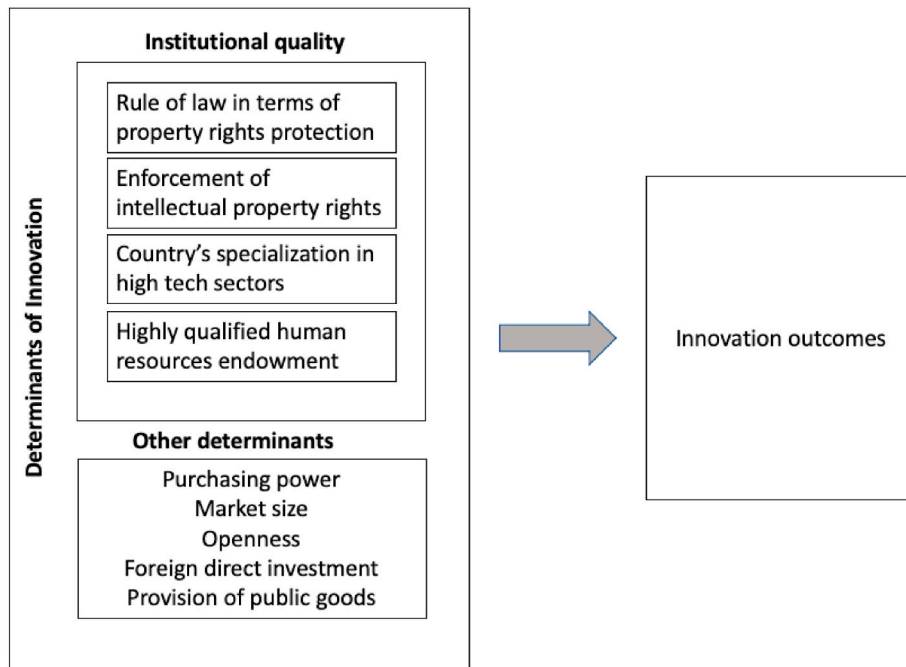 Determinants of Innovation
Institutional quality
Rule of law in terms of
property rights protection
Enforcement of
intellectual property rights
Country's specialization in
high tech sectors
Highly qualified human
resources endowment
Other determinants
Purchasing power
Market size
Openness
Foreign direct investment
Provision of public goods
Innovation outcomes